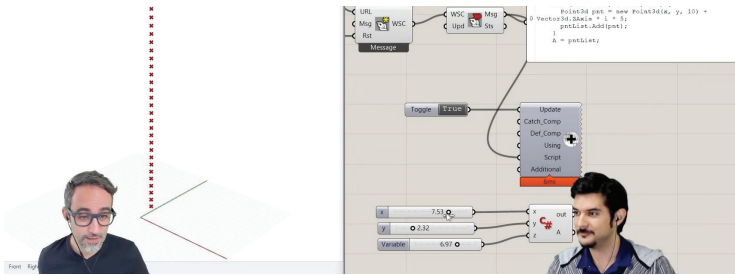 URL
Msg
WSC
Rst
Message
WSC
Msg
Upd
Sts
Point3d pnt = new Point3d(x, y, 10) +
0 Vector3d.ZAxis * i * 5;
pntList.Add(pnt);
}
A = pntList;
Toggle
True
Update
Catch_Comp
Def_Comp
Using
Script
Additional
x
7.53
y
2.32
Variable
6.97
x
y
z
C#
out
A
Front
Righ